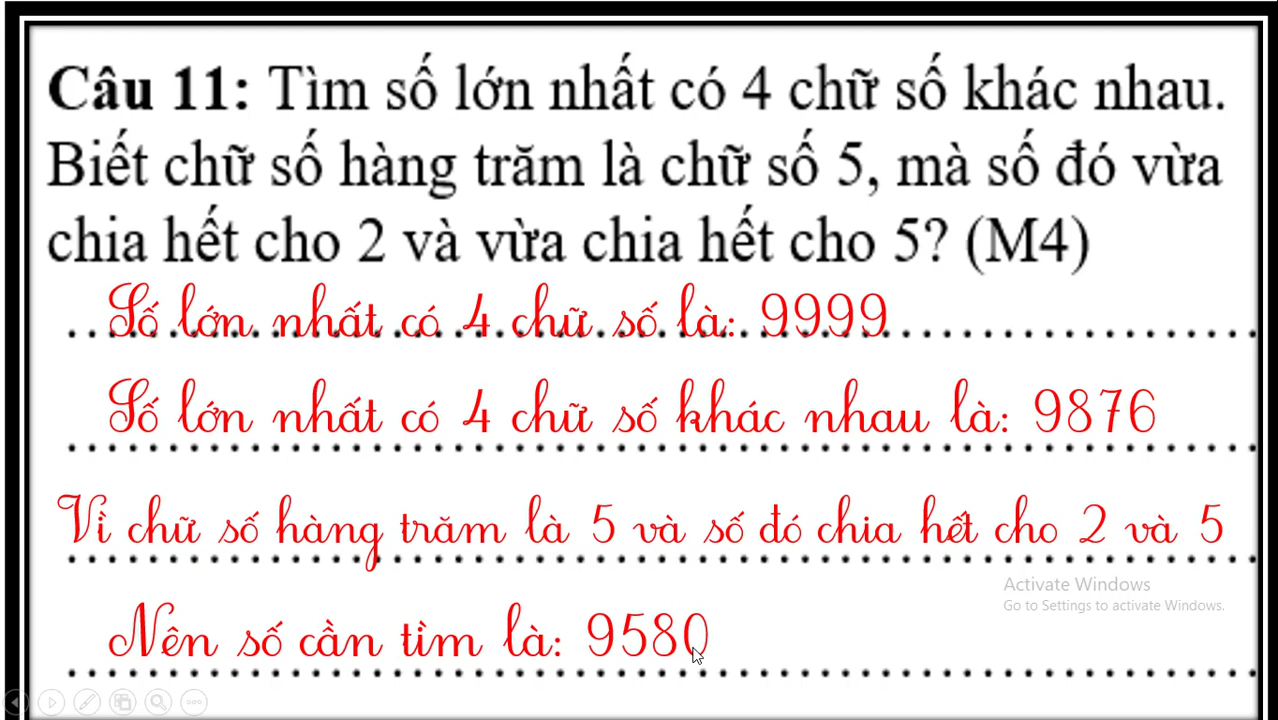 Câu 11: Tìm số lớn nhất có 4 chữ số khác nhau.
Biết chữ số hàng trăm là chữ số 5, mà số đó vừa
chia hết cho 2 và vừa chia hết cho 5? (M4)
Số lớn nhất có 4 chữ số là: 9999
Số lớn nhất có 4 chữ số khác nhau là: 9876
Vì chữ số hàng trăm là 5 và số đó chia hết cho 2 và 5
Activate Windows
Go to Settings to activate Windows.
Nên số cần tìm là: 9580